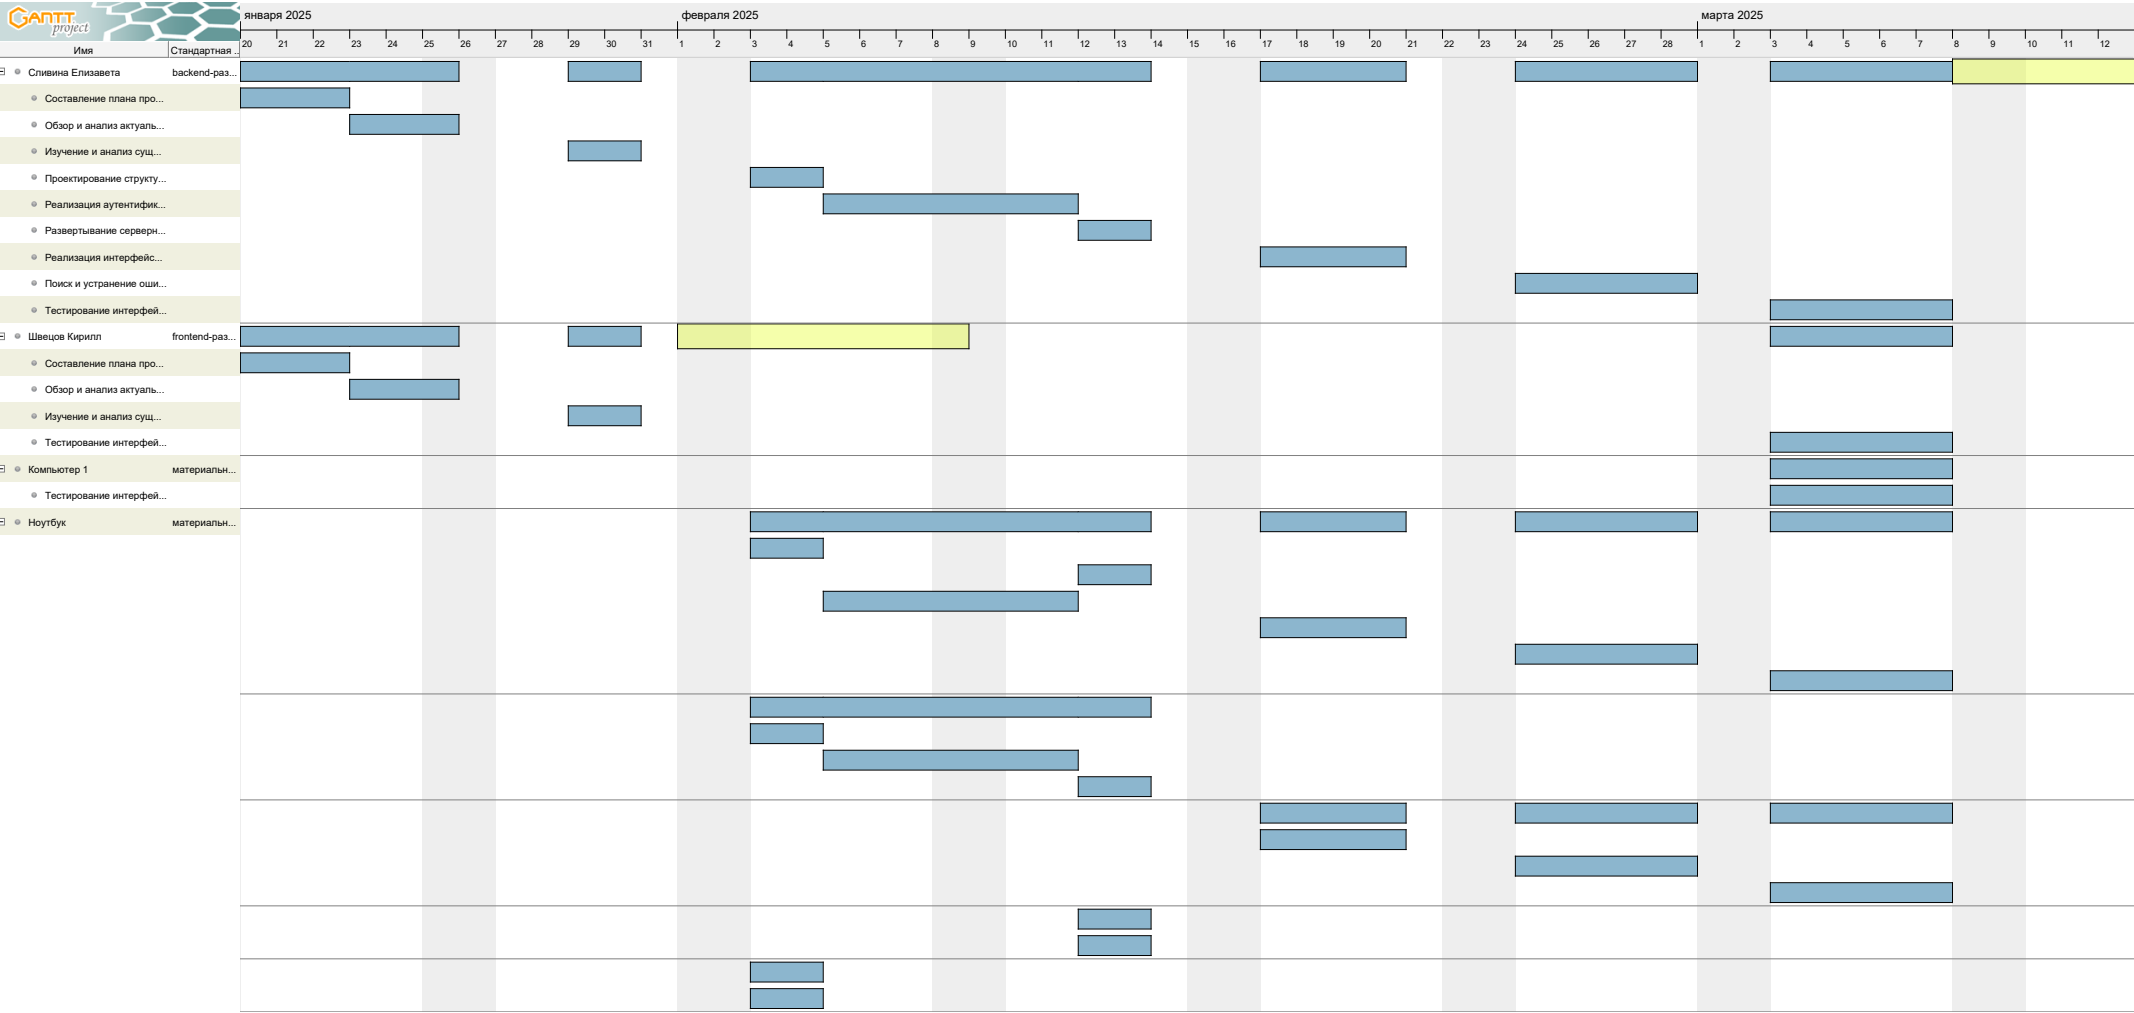 GANTT
project
января 2025
февраля 2025
марта 2025
Имя
Стандартная ..
20 21 22 23 24 25 26 27 28 29 30 31 1 2 3 4 5 6 7 8 9 10 11 12 13 14 15 16 17 18 19 20 21 22 23 24 25 26 27 28 1 2 3 4 5 6 7 8 9 10 11 12
Сливина Елизавета backend-раз...
Составление плана про...
Обзор и анализ актуаль...
Изучение и анализ сущ...
Проектирование структу...
Реализация аутентифик...
Развертывание серверн...
Реализация интерфейс...
Поиск и устранение оши...
Тестирование интерфей...
Швецов Кирилл frontend-раз...
Составление плана про...
Обзор и анализ актуаль...
Изучение и анализ сущ...
Тестирование интерфей...
Компьютер 1 материальн...
Тестирование интерфей...
Ноутбук материальн...